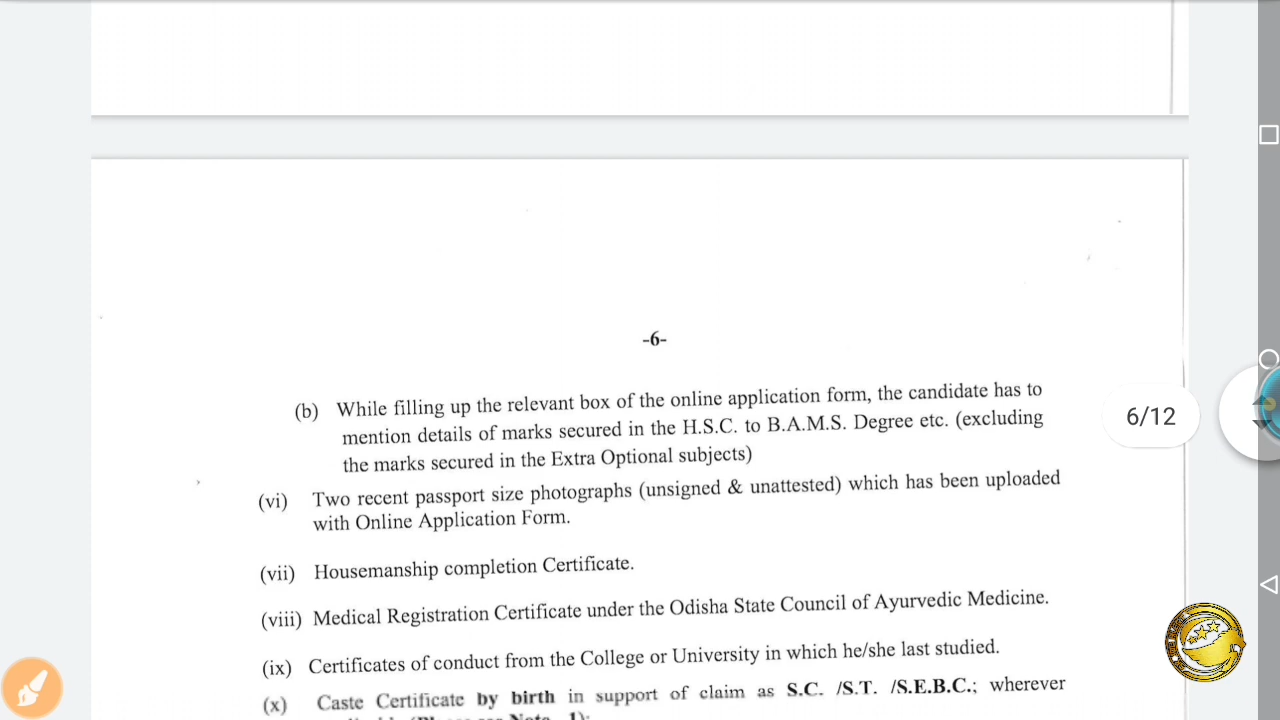 -6-
(b) While filling up the relevant box of the online application form, the candidate has to
mention details of marks secured in the H.S.C. to B.A.M.S. Degree etc. (excluding
the marks secured in the Extra Optional subjects)
6/12
(vi) Two recent passport size photographs (unsigned & unattested) which has been uploaded
with Online Application Form.
(vii) Housemanship completion Certificate.
(viii) Medical Registration Certificate under the Odisha State Council of Ayurvedic Medicine.
(ix) Certificates of conduct from the College or University in which he/she last studied.
(x) Caste Certificate by birth in support of claim as S.C. /S.T. /S.E.B.C.; wherever